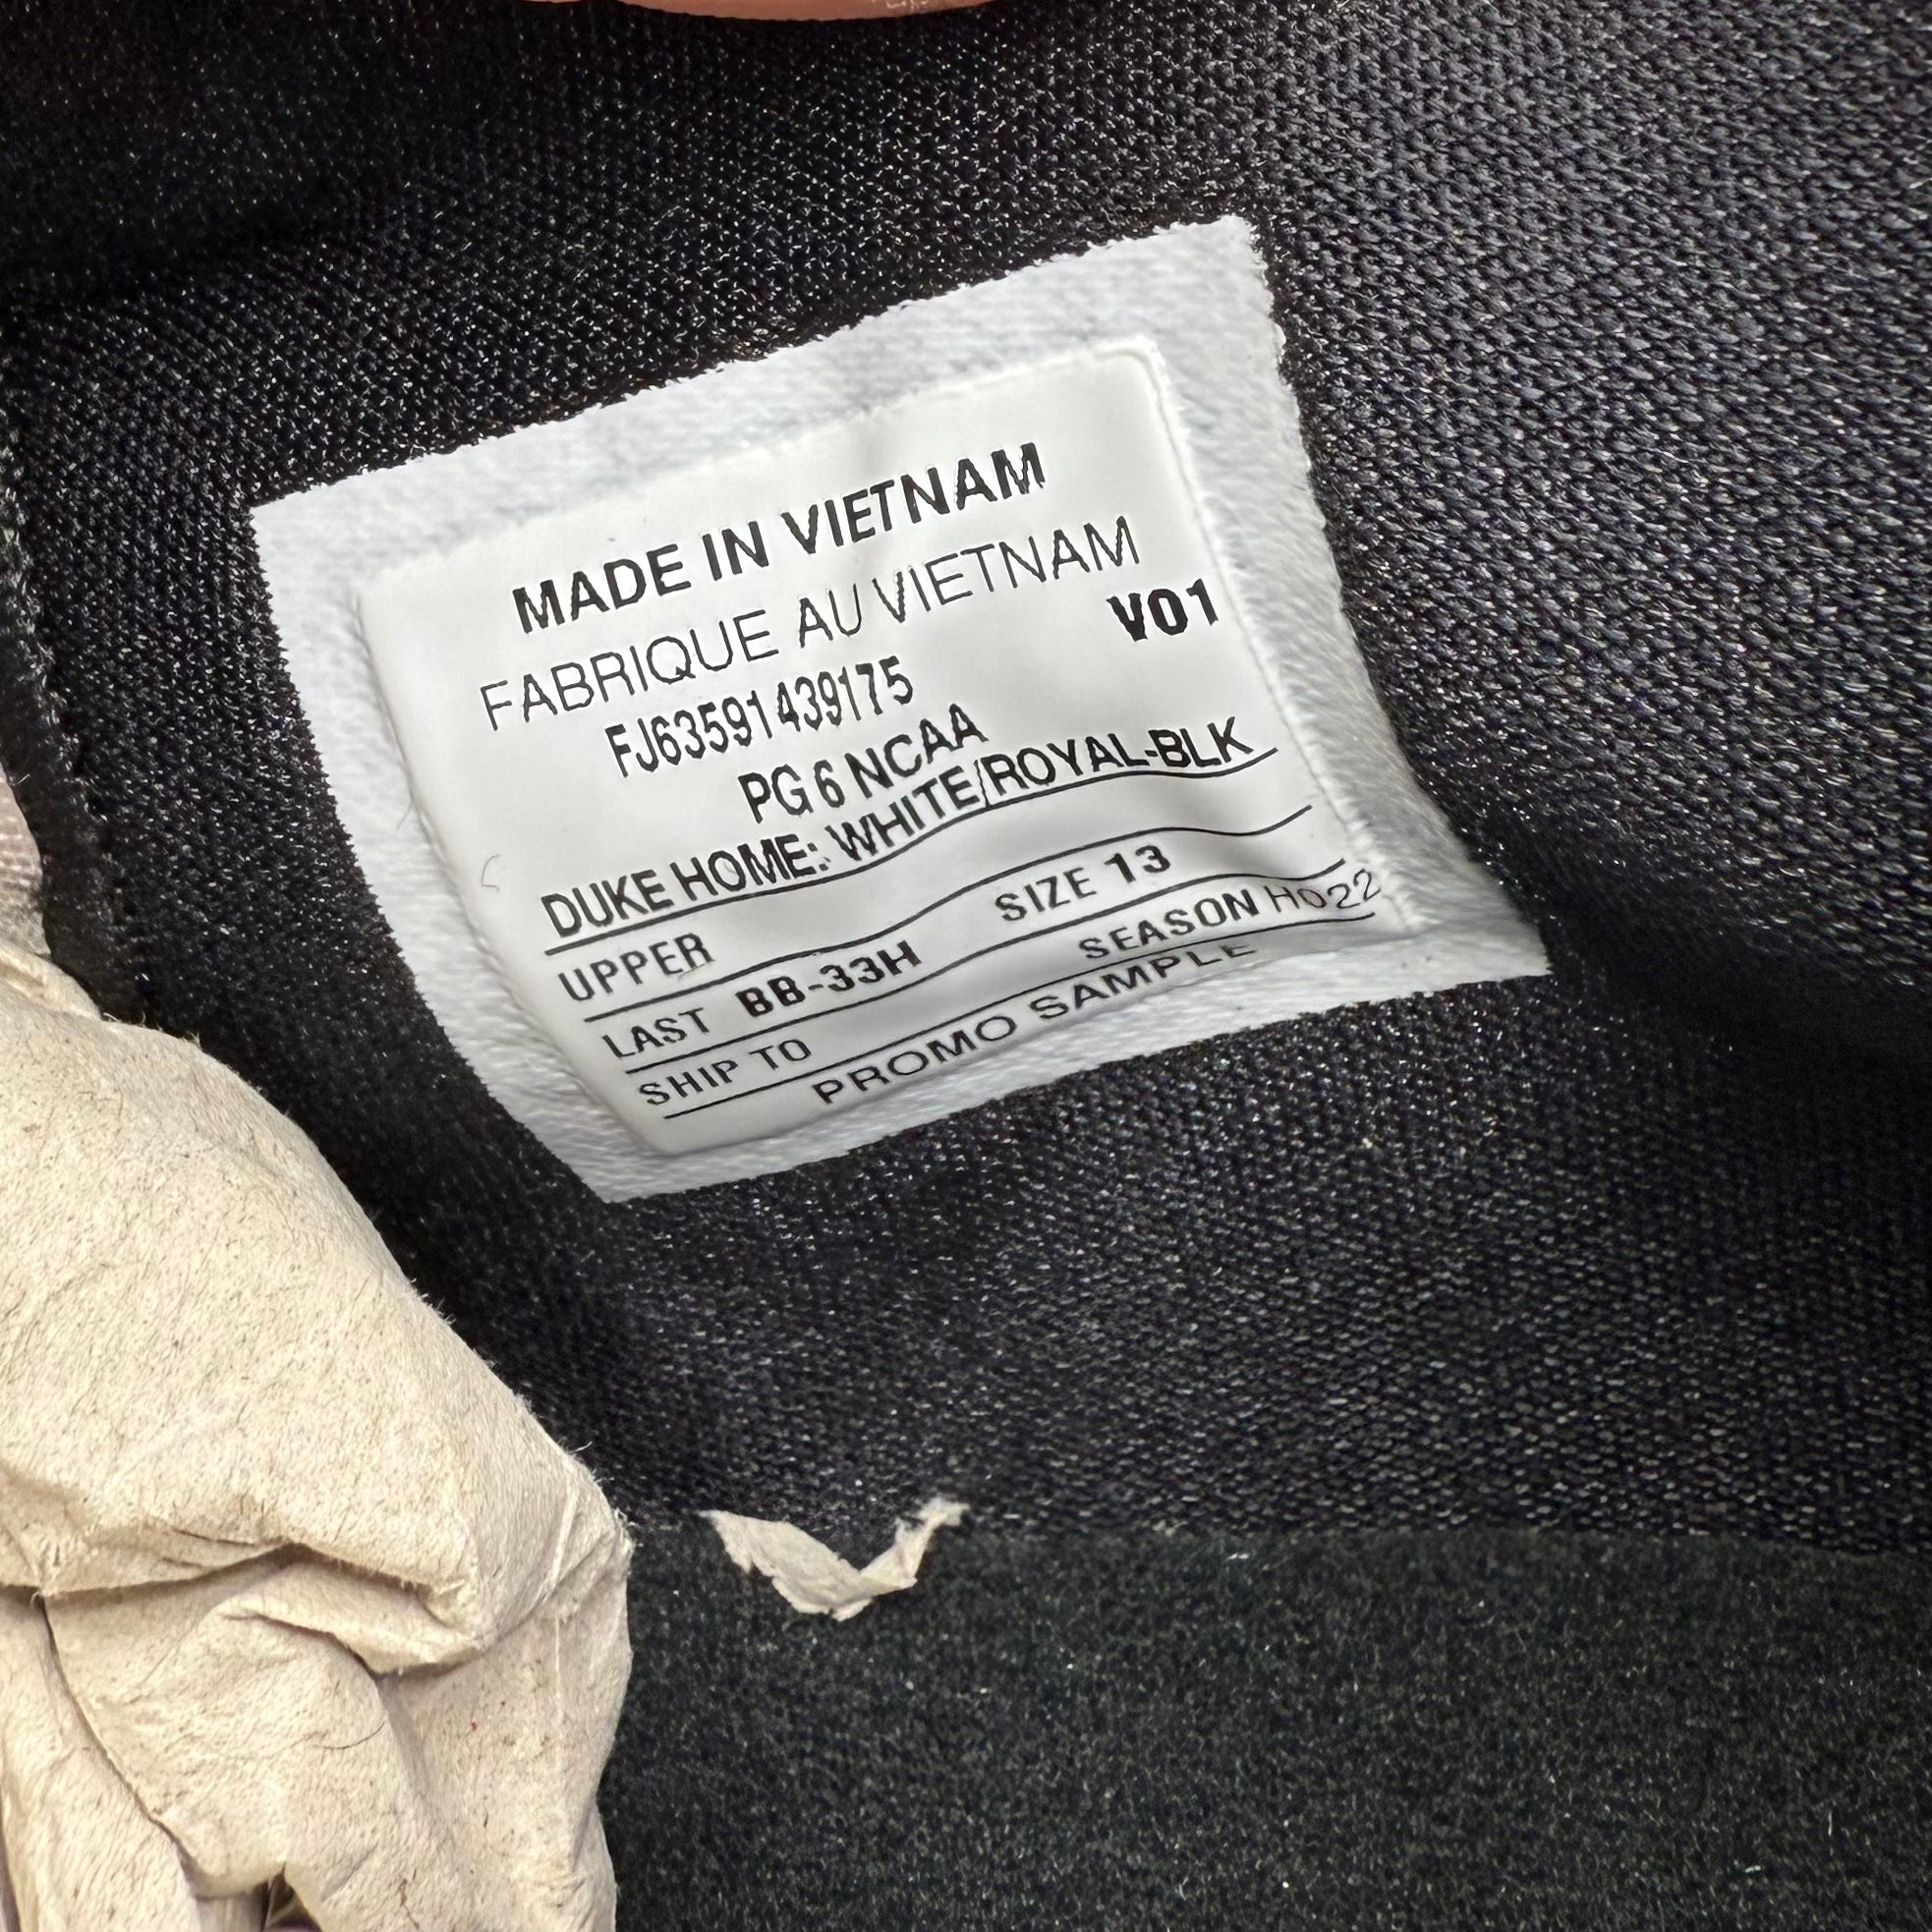 MADE IN VIETNAM
FABRIQUE AU VIETNAM
V01
FJ63591439175
PG 6 NCAA
DUKE HOME: WHITE/ROYAL-BLK
UPPER SIZE 13
LAST BB-33H SEASON HO22
SHIP TO
PROMO SAMPLE